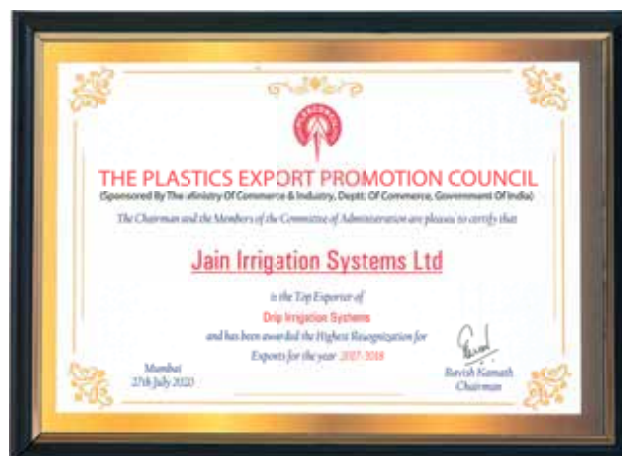 PLEXCONCIL
THE PLASTICS EXPORT PROMOTION COUNCIL
(Sponsored By The Ministry Of Commerce & Industry, Deptt. Of Commerce, Government Of India)
The Chairman and the Members of the Committee of Administration are pleased to certify that
Jain Irrigation Systems Ltd
is the Top Exporter of
Drip Irrigation Systems
and has been awarded the Highest Recognization for
Exports for the year 2017-2018
Mumbai
27th July 2020
Ravish Kamath
Chairman